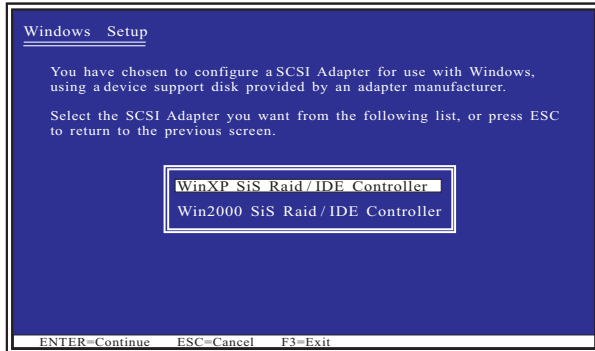 Windows Setup
You have chosen to configure a SCSI Adapter for use with Windows,
using a device support disk provided by an adapter manufacturer.
Select the SCSI Adapter you want from the following list, or press ESC
to return to the previous screen.
WinXP SiS Raid / IDE Controller
Win2000 SiS Raid / IDE Controller
ENTER=Continue ESC=Cancel F3=Exit